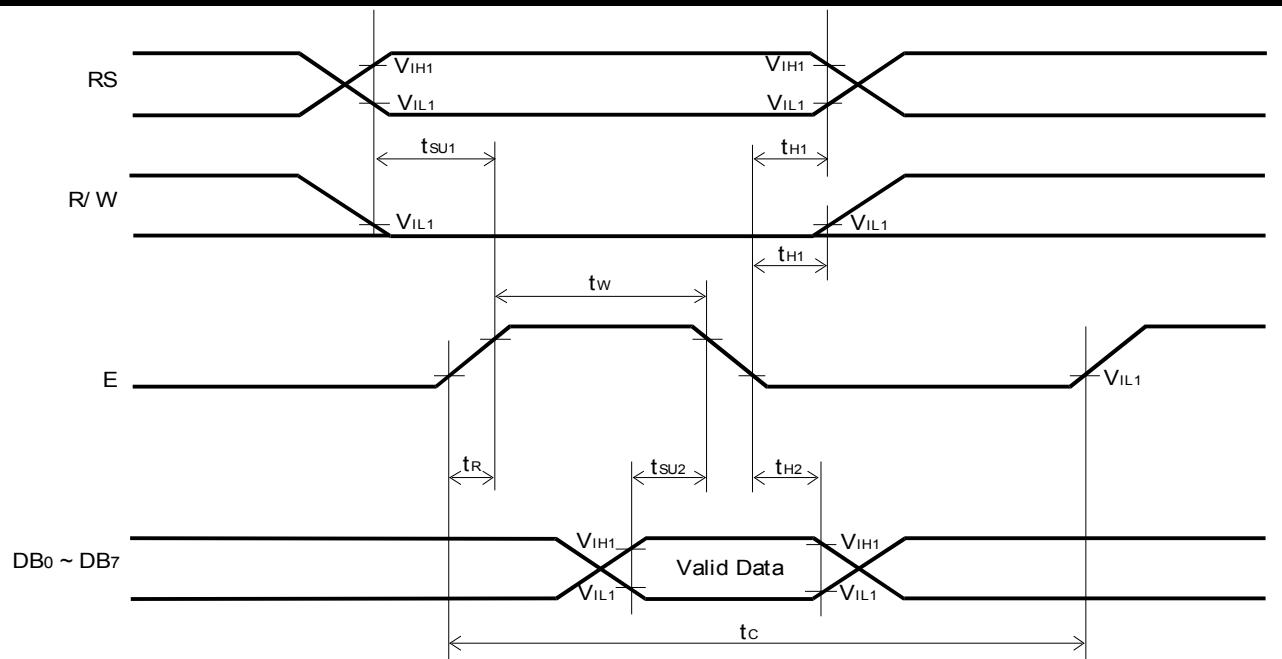 RS
VIH1 VIH1
VIL1 VIL1
tSU1 tH1
R/ W
VIL1 VIL1
tH1
tw
E
VIL1
tR tSU2 tH2
DB0 ~ DB7
VIH1 Valid Data VIH1
VIL1 VIL1
tc